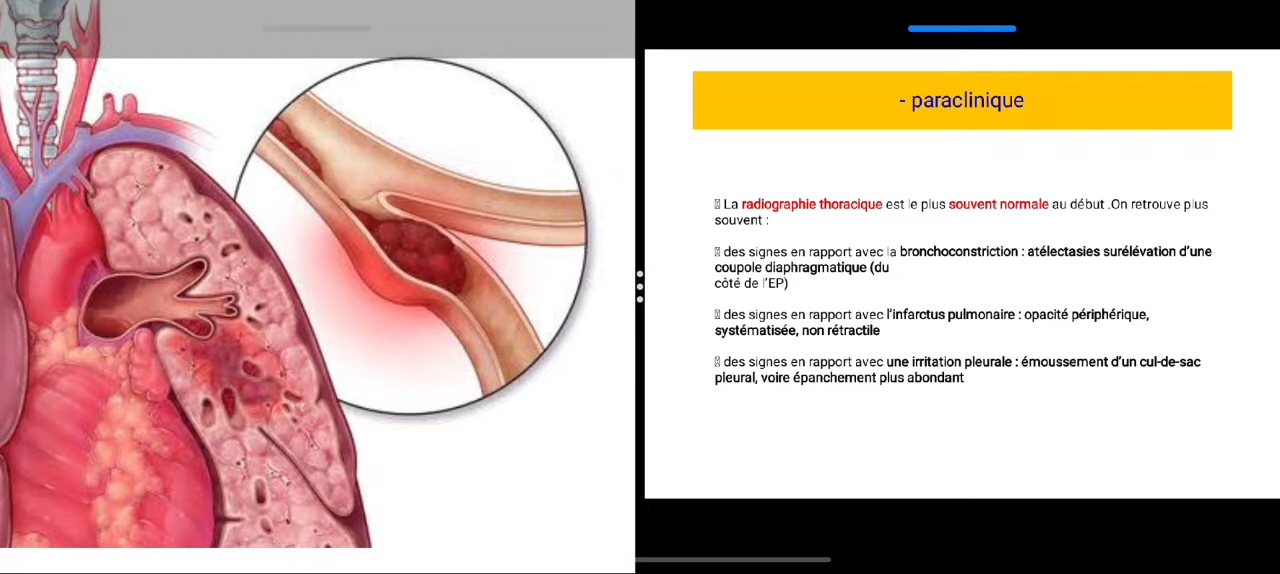 - paraclinique
La radiographie thoracique est le plus souvent normale au début .On retrouve plus
souvent :
des signes en rapport avec la bronchoconstriction : atélectasies surélévation d'une
coupole diaphragmatique (du
côté de l'EP)
des signes en rapport avec l'infarctus pulmonaire : opacité périphérique,
systématisée, non rétractile
des signes en rapport avec une irritation pleurale : émoussement d'un cul-de-sac
pleural, voire épanchement plus abondant